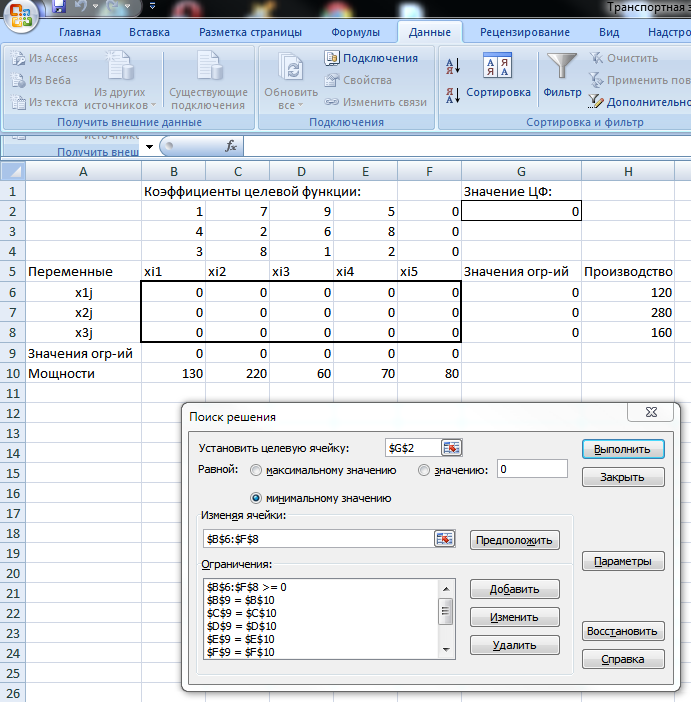 Транспортная з
Главная Вставка Разметка страницы Формулы Данные Рецензирование Вид Надстро
Из Access
Из Веба
Из текста
Из других источников
Существующие подключения
Получить внешние данные
Обновить все
Подключения
Свойства
Изменить связи
Подключения
Сортировка
Фильтр
Очистить
Применить пов
Дополнительно
Сортировка и фильтр
Получить внеш
fx
A B C D E F G H
1 Коэффициенты целевой функции: Значение ЦФ:
2 1 7 9 5 0 0
3 4 2 6 8 0
4 3 8 1 2 0
5 Переменные xi1 xi2 xi3 xi4 xi5 Значения огр-ий Производство
6 x1j 0 0 0 0 0 0 120
7 x2j 0 0 0 0 0 0 280
8 x3j 0 0 0 0 0 0 160
9 Значения огр-ий 0 0 0 0 0
10 Мощности 130 220 60 70 80
11
12
13
14
15
16
17
18
19
20
21
22
23
24
25
26
Поиск решения
Установить целевую ячейку: $G$2 Выполнить
Равной: максимальному значению значению: 0 Закрыть
минимальному значению
Изменяя ячейки:
$B$6:$F$8 Предположить
Ограничения: Параметры
$B$6:$F$8 >= 0 Добавить
$B$9 = $B$10
$C$9 = $C$10 Изменить
$D$9 = $D$10 Восстановить
$E$9 = $E$10 Удалить
$F$9 = $F$10 Справка